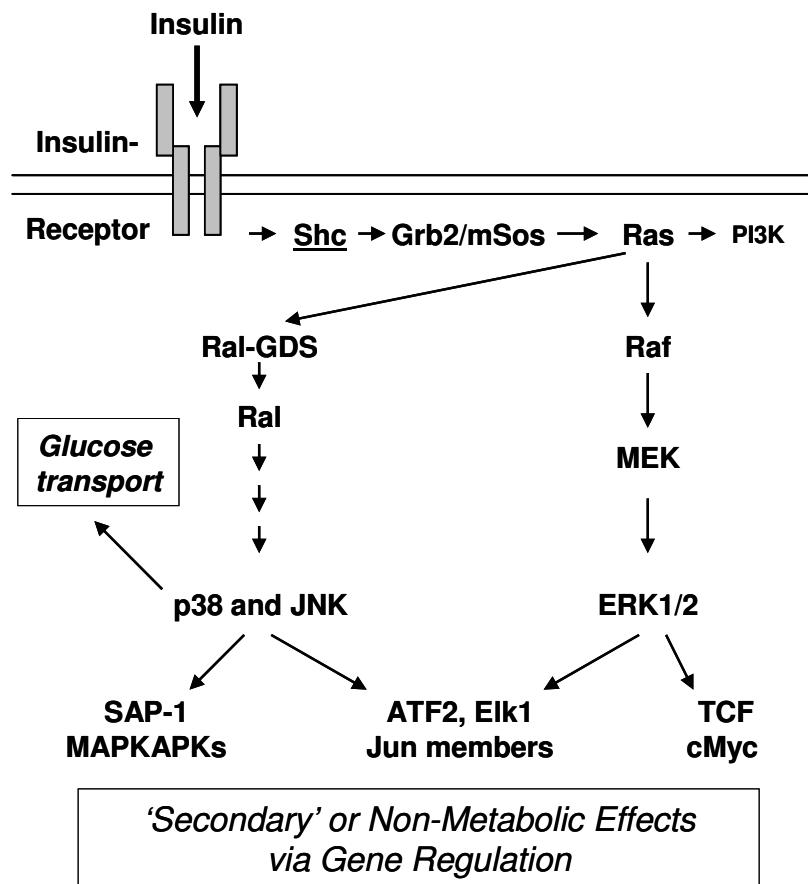 Insulin
Insulin-
Receptor
Shc
Grb2/mSos
Ras
PI3K
Ral-GDS
Raf
Ral
Glucose
transport
MEK
p38 and JNK
ERK1/2
SAP-1
MAPKAPKs
ATF2, Elk1
Jun members
TCF
cMyc
‘Secondary’ or Non-Metabolic Effects
via Gene Regulation